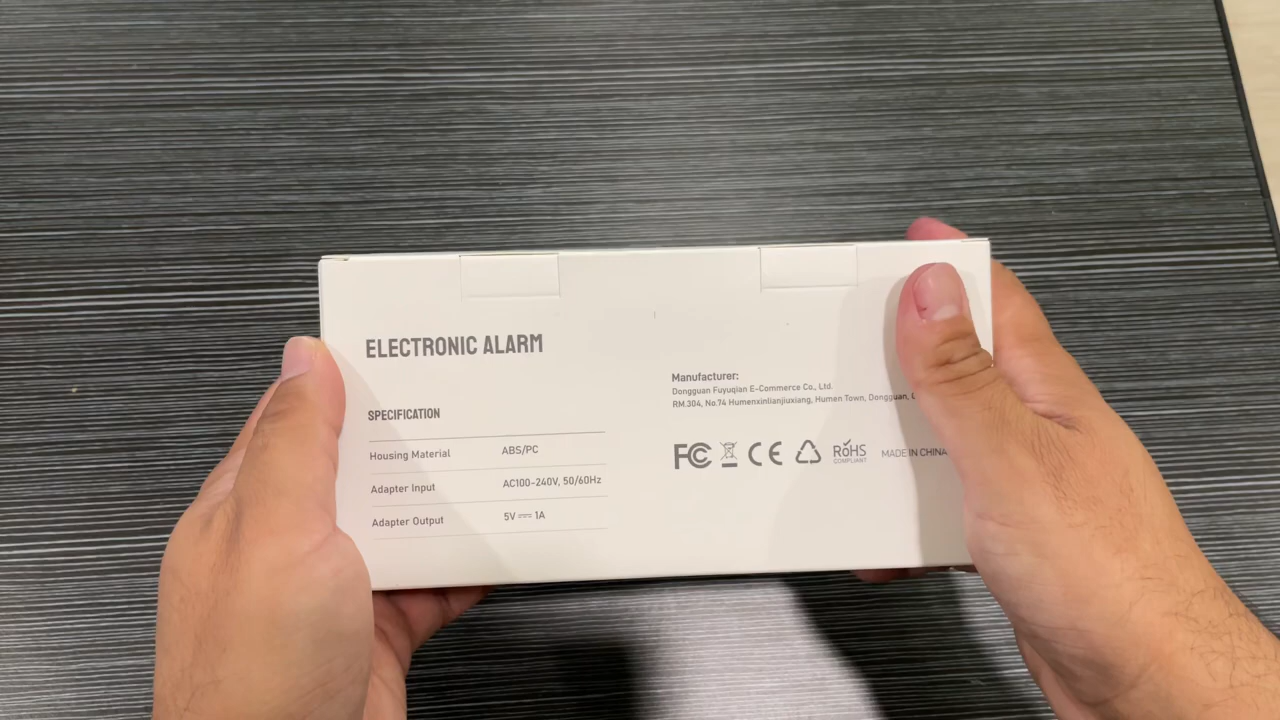 ELECTRONIC ALARM
SPECIFICATION
Housing Material ABS/PC
Adapter Input AC100-240V, 50/60Hz
Adapter Output 5V⎓1A
Manufacturer:
Dongguan Fuyuqian E-Commerce Co., Ltd.
RM.304, No.74 Humenxinlianjiuxiang, Humen Town, Dongguan,
FC CE RoHS COMPLIANT MADE IN CHINA